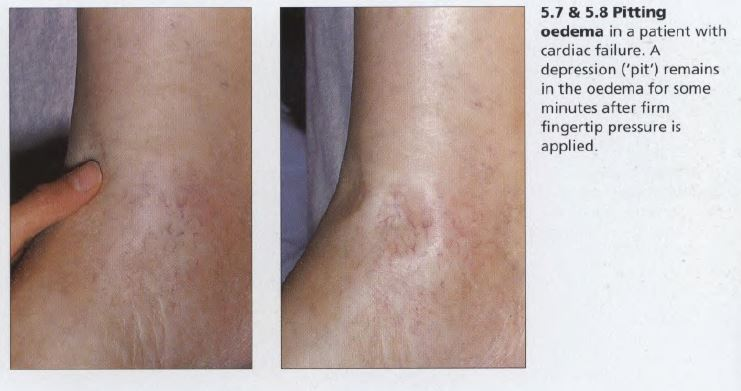 5.7 & 5.8 Pitting
oedema in a patient with
cardiac failure. A
depression ('pit') remains
in the oedema for some
minutes after firm
fingertip pressure is
applied.